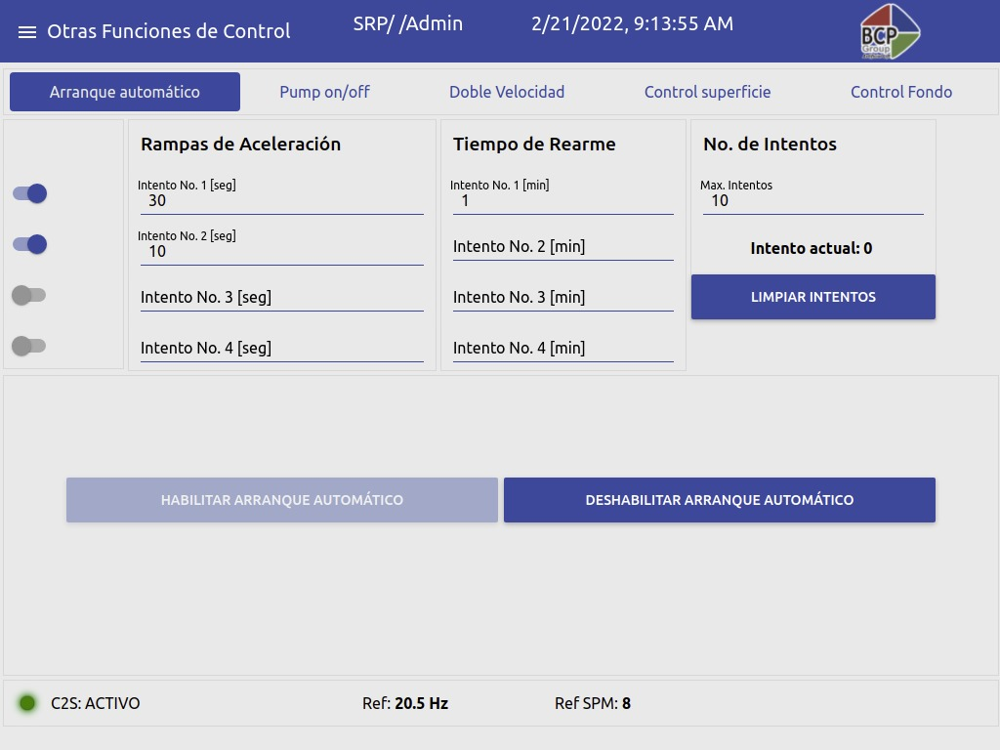 Otras Funciones de Control
SRP/ /Admin
2/21/2022, 9:13:55 AM
BCP
Group
Arranque automático
Pump on/off
Doble Velocidad
Control superficie
Control Fondo
Rampas de Aceleración
Intento No. 1 [seg]
30
Intento No. 2 [seg]
10
Intento No. 3 [seg]
Intento No. 4 [seg]
Tiempo de Rearme
Intento No. 1 [min]
1
Intento No. 2 [min]
Intento No. 3 [min]
Intento No. 4 [min]
No. de Intentos
Max. Intentos
10
Intento actual: 0
LIMPIAR INTENTOS
HABILITAR ARRANQUE AUTOMÁTICO
DESHABILITAR ARRANQUE AUTOMÁTICO
C2S: ACTIVO
Ref: 20.5 Hz
Ref SPM: 8